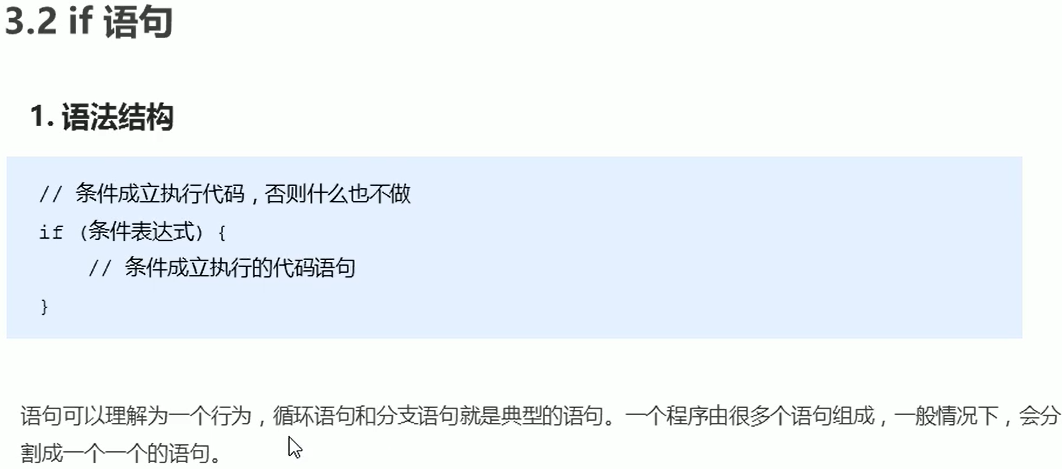 3.2 if 语句
1. 语法结构
// 条件成立执行代码，否则什么也不做
if (条件表达式) {
// 条件成立执行的代码语句
}
语句可以理解为一个行为，循环语句和分支语句就是典型的语句。一个程序由很多个语句组成，一般情况下，会分
割成一个一个的语句。